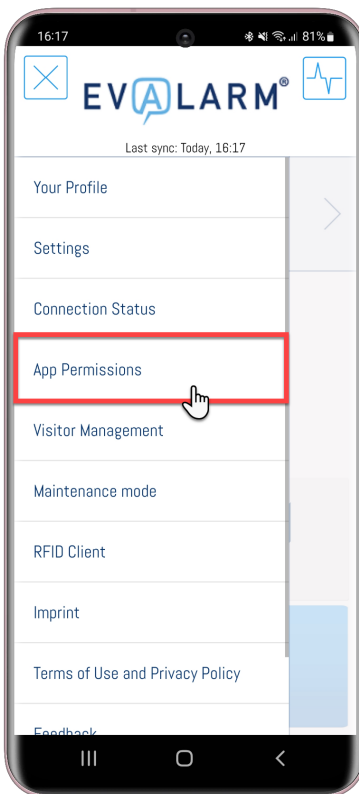 16:17 81%
EVALARM®
Last sync: Today, 16:17
Your Profile
Settings
Connection Status
App Permissions
Visitor Management
Maintenance mode
RFID Client
Imprint
Terms of Use and Privacy Policy
Feedback